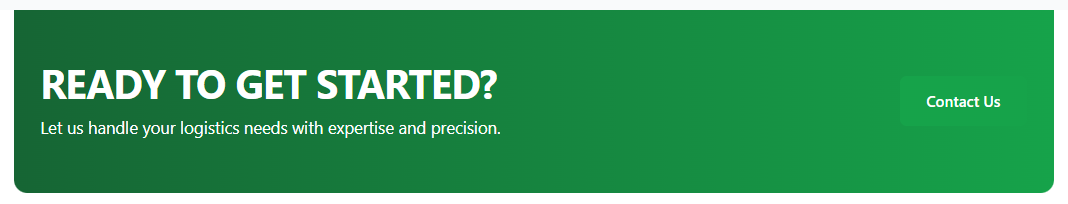 READY TO GET STARTED?
Let us handle your logistics needs with expertise and precision.
Contact Us